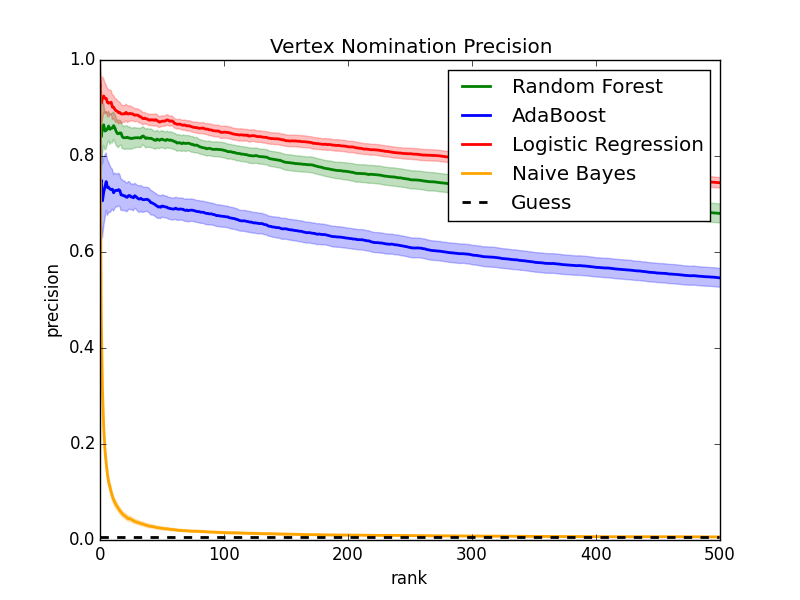 Vertex Nomination Precision
1.0
0.8
0.6
0.4
0.2
0.0
precision
Random Forest
AdaBoost
Logistic Regression
Naive Bayes
Guess
0 100 200 300 400 500
rank